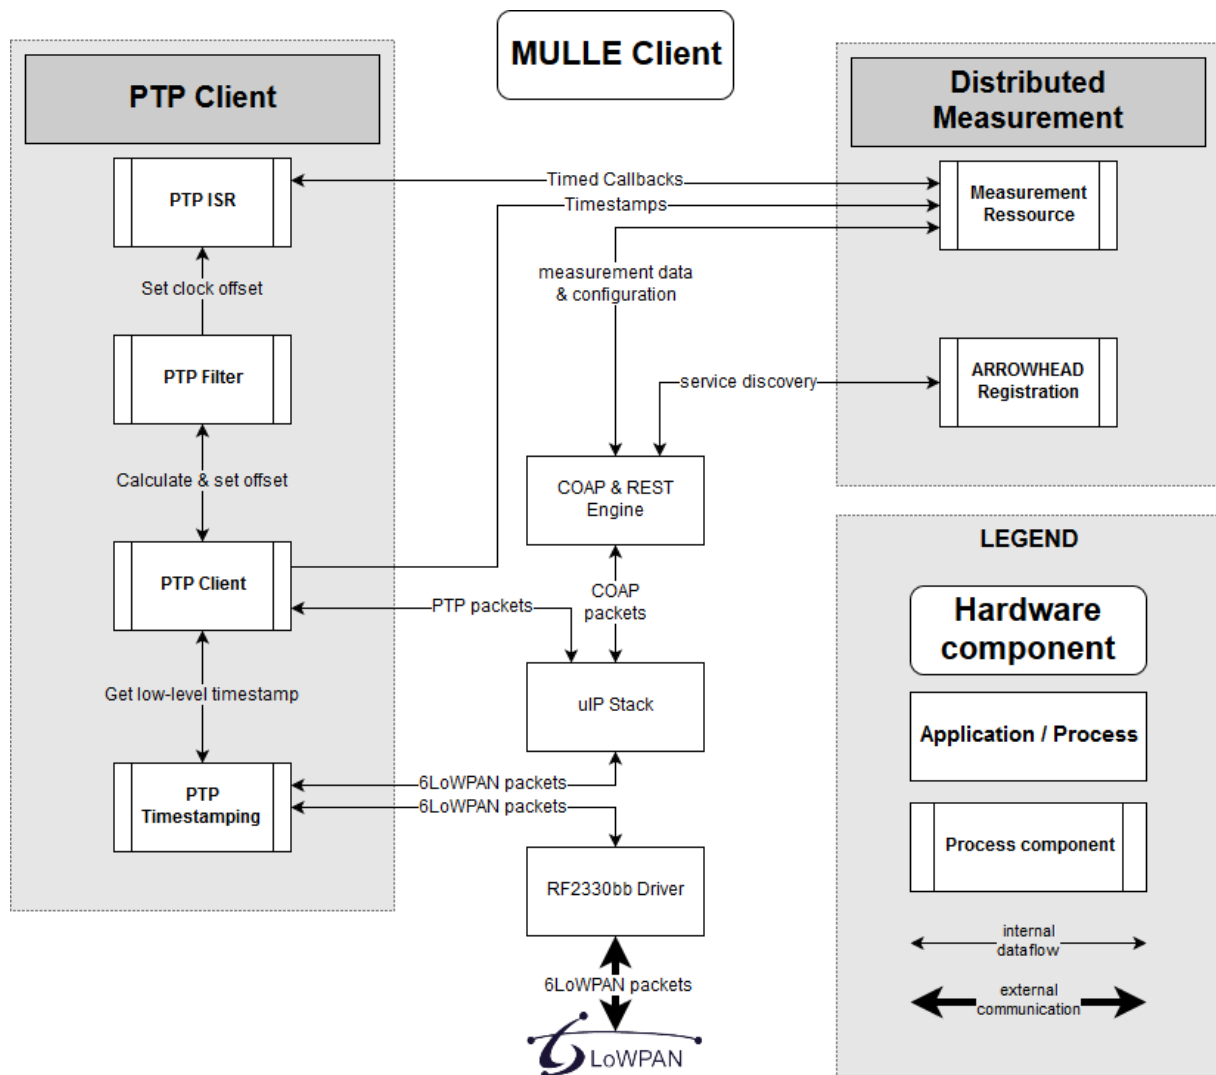 MULLE Client
PTP Client
Distributed
Measurement
PTP ISR
Timed Callbacks
Timestamps
Measurement
Ressource
measurement data
& configuration
Set clock offset
PTP Filter
service discovery
ARROWHEAD
Registration
Calculate & set offset
COAP & REST
Engine
PTP Client
PTP packets
COAP
packets
Get low-level timestamp
uIP Stack
PTP
Timestamping
6LoWPAN packets
6LoWPAN packets
RF2330bb Driver
6LoWPAN packets
6LoWPAN
LEGEND
Hardware
component
Application / Process
Process component
internal
dataflow
external
communication